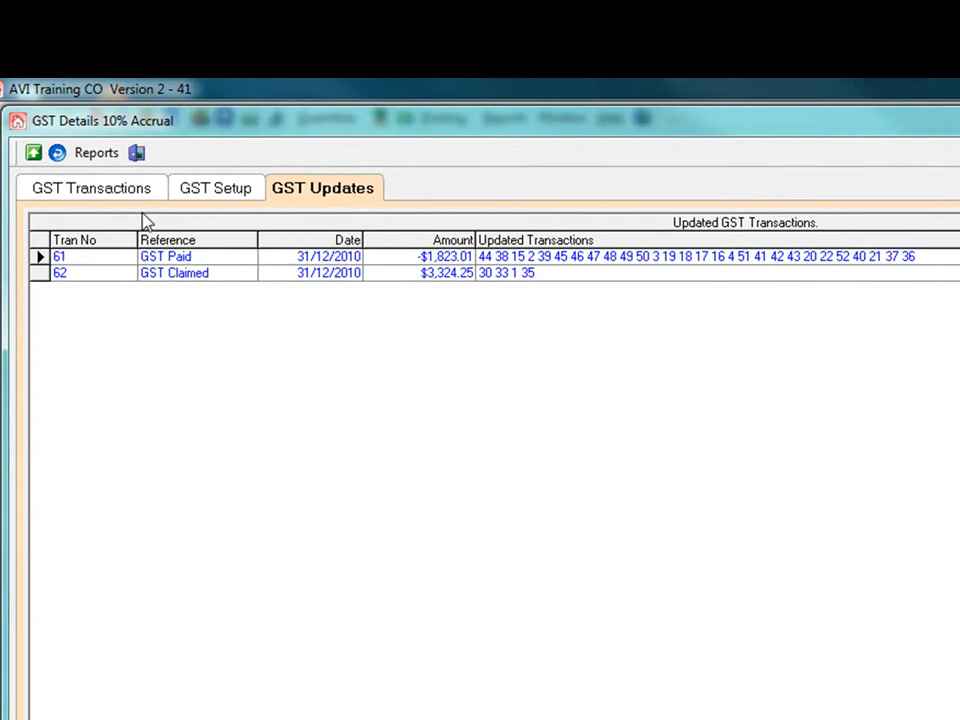 AVI Training CO Version 2 - 41
GST Details 10% Accrual
Reports
GST Transactions GST Setup GST Updates
Updated GST Transactions.
Tran No Reference Date Amount Updated Transactions
61 GST Paid 31/12/2010 -$1,823.01 44 38 15 2 39 45 46 47 48 49 50 3 19 18 17 16 4 51 41 42 43 20 22 52 40 21 37 36
62 GST Claimed 31/12/2010 $3,324.25 30 33 1 35